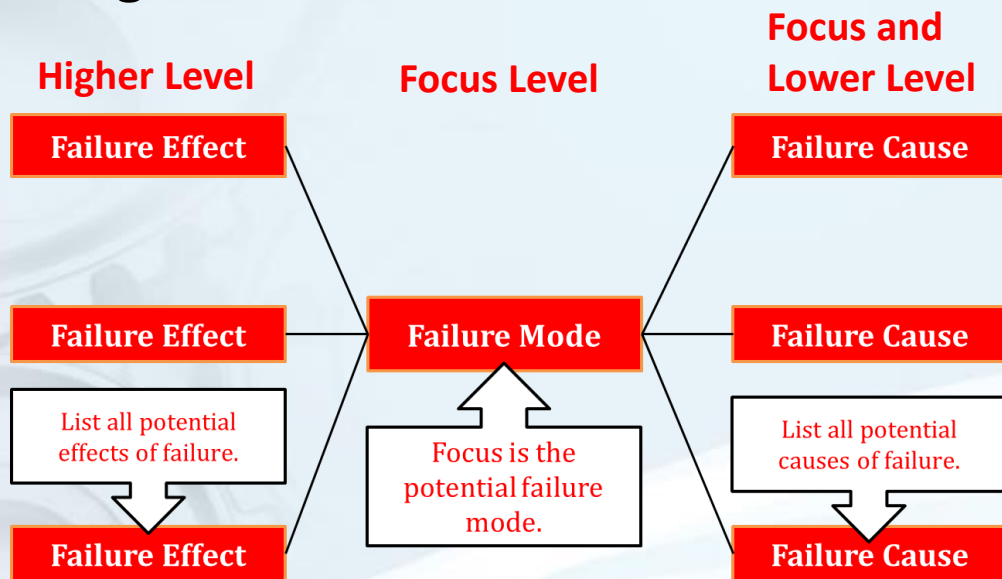 Higher Level
Focus Level
Focus and
Lower Level
Failure Effect
Failure Cause
Failure Effect
Failure Mode
Failure Cause
List all potential
effects of failure.
Focus is the
potential failure
mode.
List all potential
causes of failure.
Failure Effect
Failure Cause